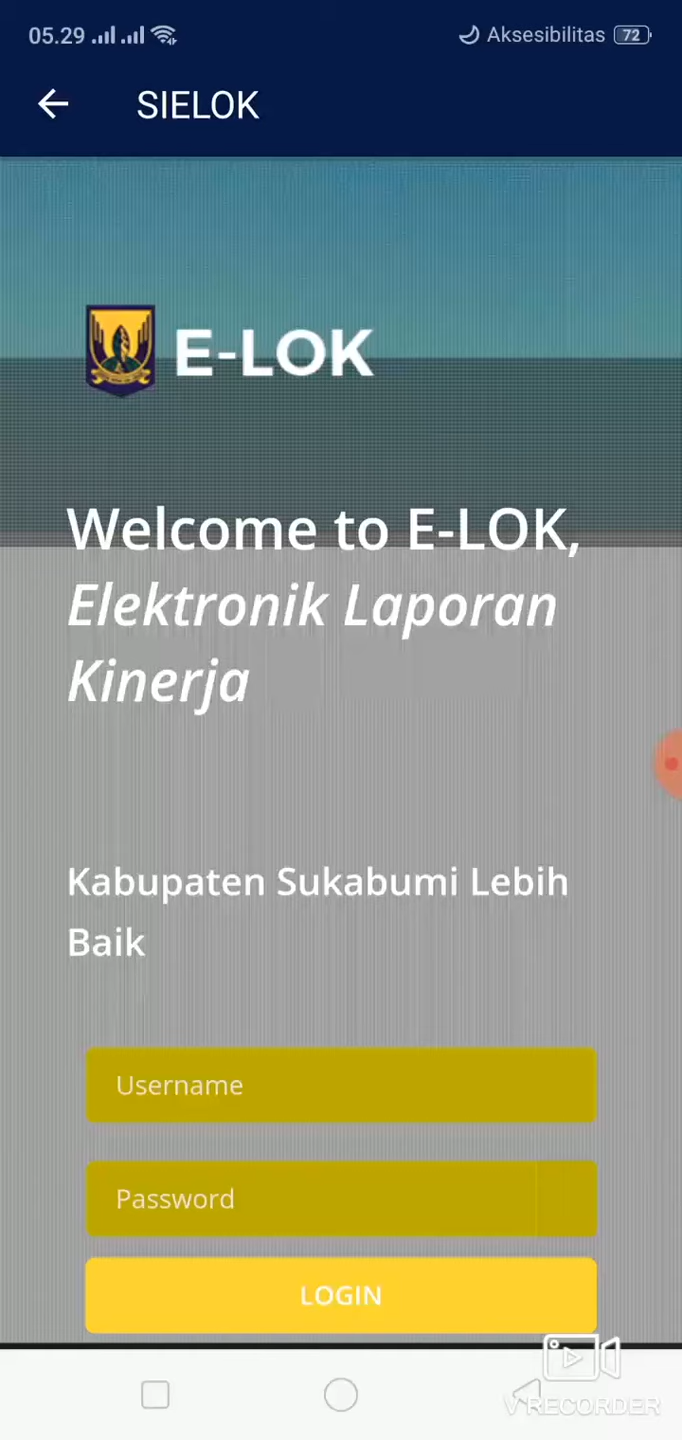 05.29
Aksesibilitas 72
SIELOK
E-LOK
Welcome to E-LOK,
Elektronik Laporan
Kinerja
Kabupaten Sukabumi Lebih
Baik
Username
Password
LOGIN
V RECORDER